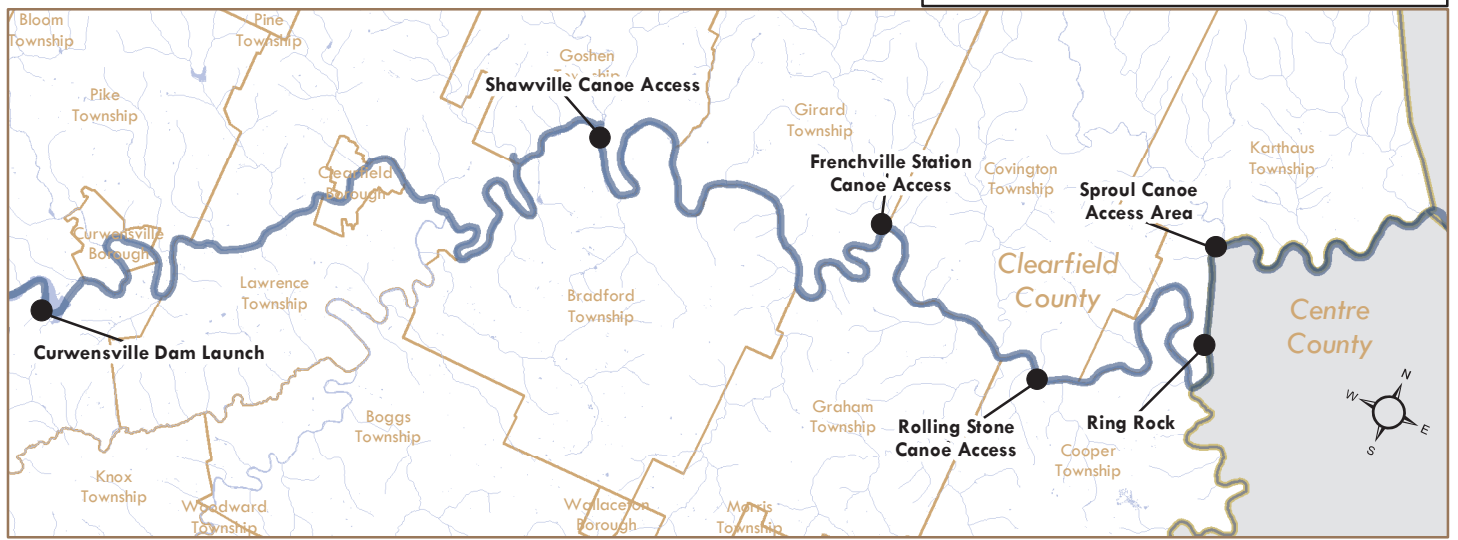 Bloom
Township
Pine
Township
Goshen
Township
Shawville Canoe Access
Pike
Township
Girard
Township
Frenchville Station
Canoe Access
Covington
Township
Karthaus
Township
Clearfield
Borough
Sproul Canoe
Access Area
Curwensville
Borough
Clearfield
County
Lawrence
Township
Bradford
Township
Centre
County
Curwensville Dam Launch
N
W
E
S
Boggs
Township
Graham
Township
Rolling Stone
Canoe Access
Ring Rock
Cooper
Township
Knox
Township
Woodward
Township
Wallaceton
Borough
Morris
Township